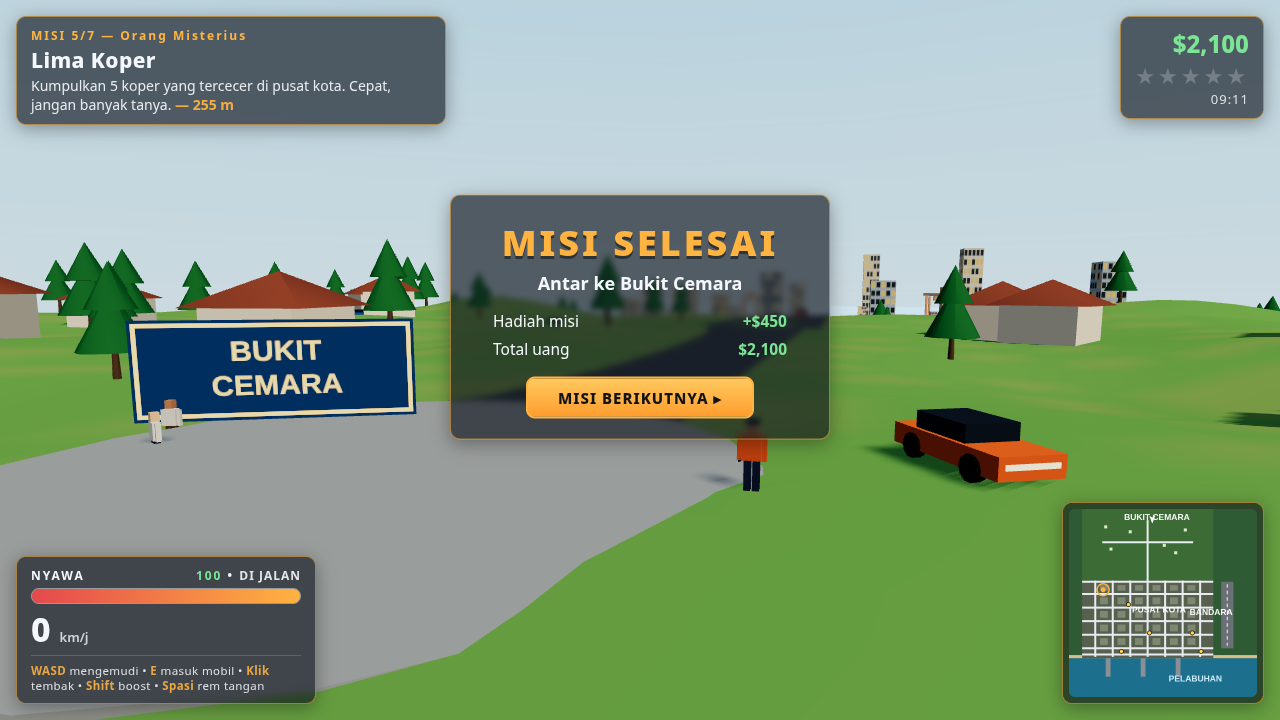 MISI 5/7 — Orang Misterius
Lima Koper
Kumpulkan 5 koper yang tercecer di pusat kota. Cepat,
jangan banyak tanya. — 255 m
$2,100
★★★★★
09:11
MISI SELESAI
Antar ke Bukit Cemara
Hadiah misi +$450
Total uang $2,100
MISI BERIKUTNYA ▸
BUKIT
CEMARA
NYAWA 100 • DI JALAN
0 km/j
WASD mengemudi • E masuk mobil • Klik
tembak • Shift boost • Spasi rem tangan
BUKIT CEMARA
PUSAT KOTA
BANDARA
PELABUHAN